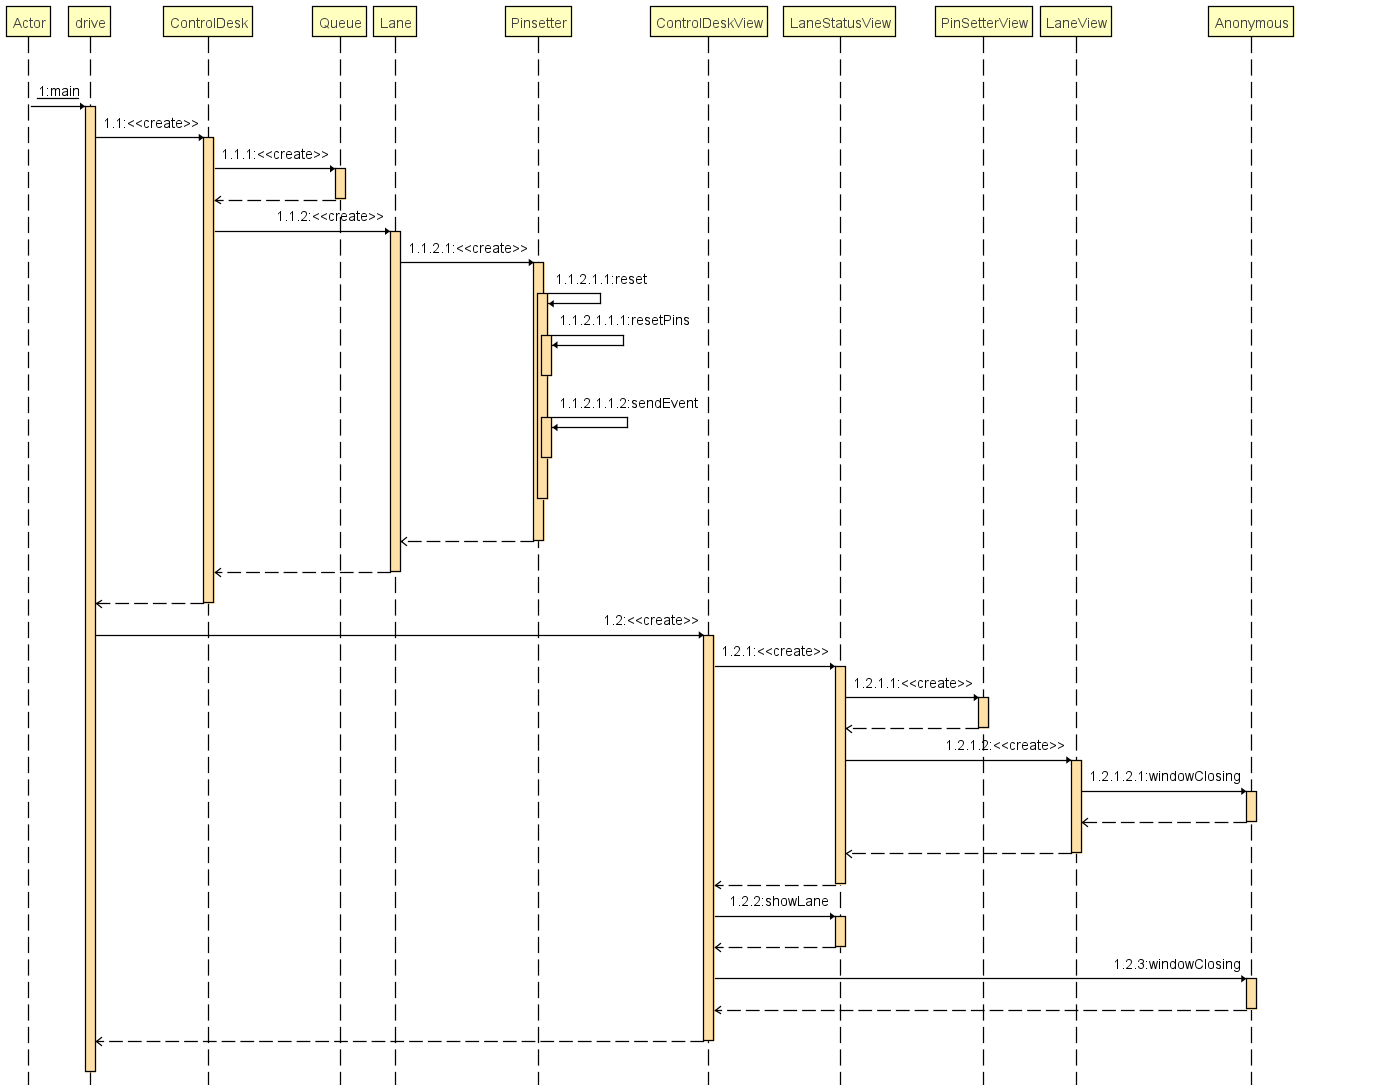 Actor
drive
ControlDesk
Queue
Lane
Pinsetter
ControlDeskView
LaneStatusView
PinSetterView
LaneView
Anonymous
1:main
1.1:<<create>>
1.1.1:<<create>>
1.1.2:<<create>>
1.1.2.1:<<create>>
1.1.2.1.1:reset
1.1.2.1.1.1:resetPins
1.1.2.1.1.2:sendEvent
1.2:<<create>>
1.2.1:<<create>>
1.2.1.1:<<create>>
1.2.1.2:<<create>>
1.2.1.2.1:windowClosing
1.2.2:showLane
1.2.3:windowClosing